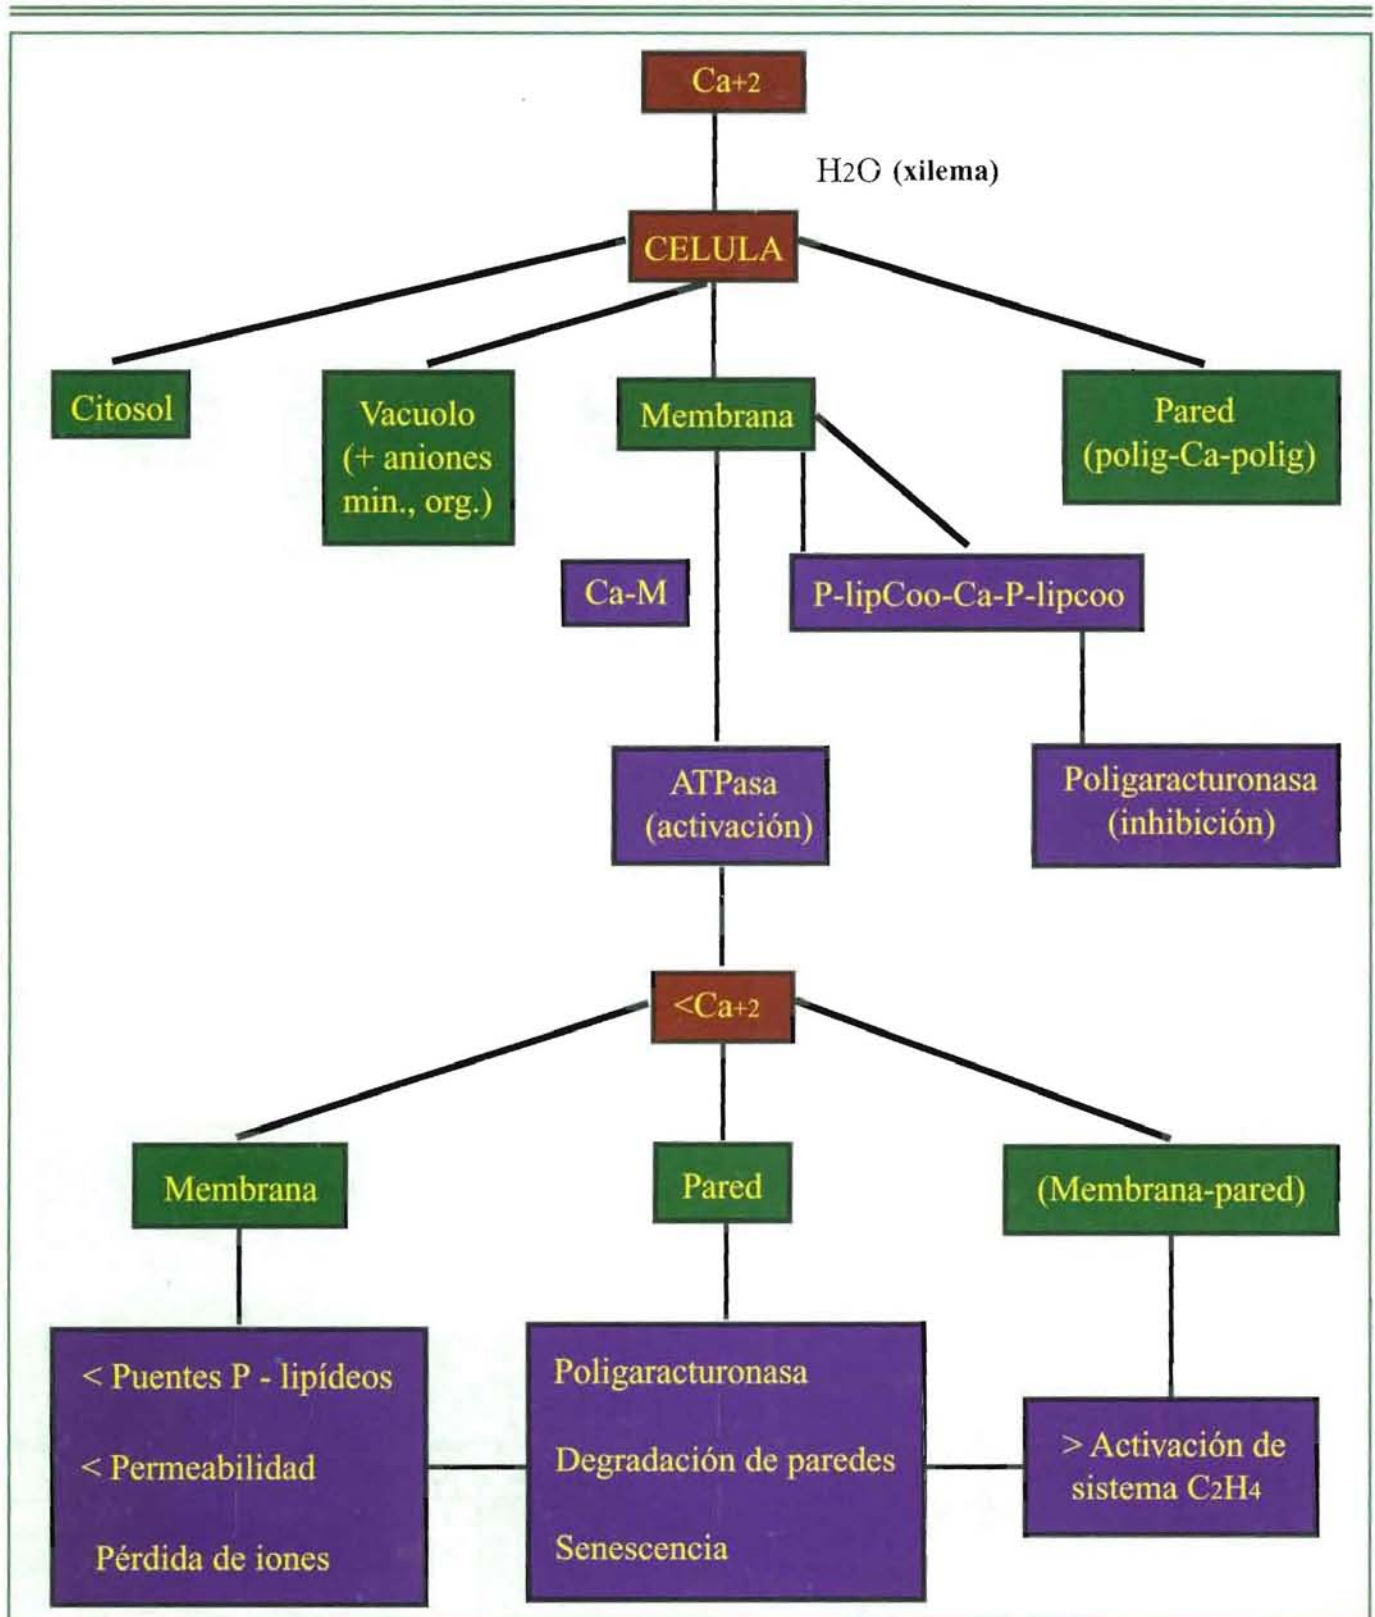 Ca+2
H2O (xilema)
CELULA
Citosol
Vacuolo
(+ aniones
min., org.)
Membrana
Pared
(polig-Ca-polig)
Ca-M
P-lipCoo-Ca-P-lipcoo
ATPasa
(activación)
Poligaracturonasa
(inhibición)
<Ca+2
Membrana
Pared
(Membrana-pared)
< Puentes P - lipídeos
< Permeabilidad
Pérdida de iones
Poligaracturonasa
Degradación de paredes
Senescencia
> Activación de
sistema C2H4